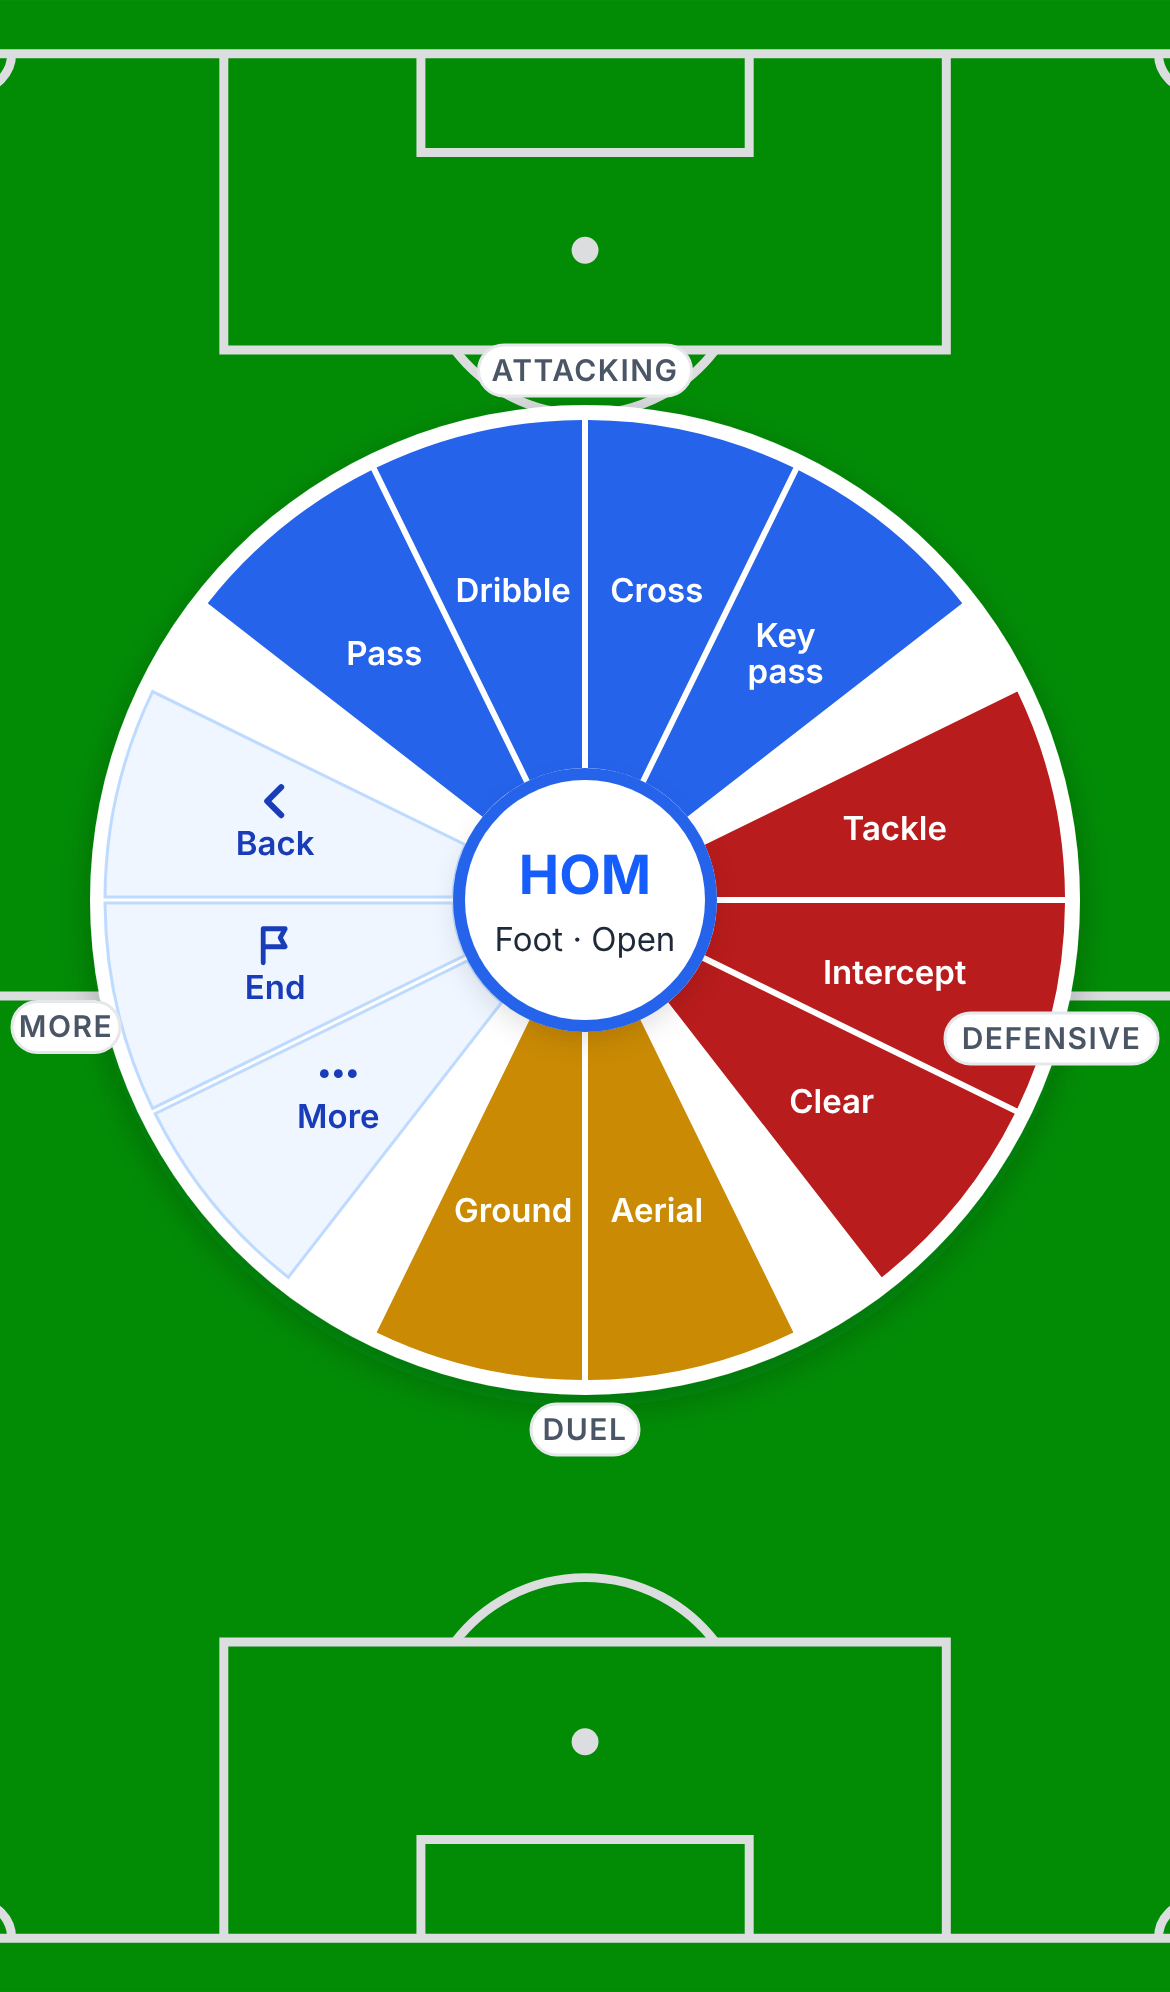 ATTACKING
Dribble
Cross
Pass
Key
pass
Back
Tackle
HOM
Foot · Open
End
Intercept
MORE
DEFENSIVE
More
Clear
Ground
Aerial
DUEL